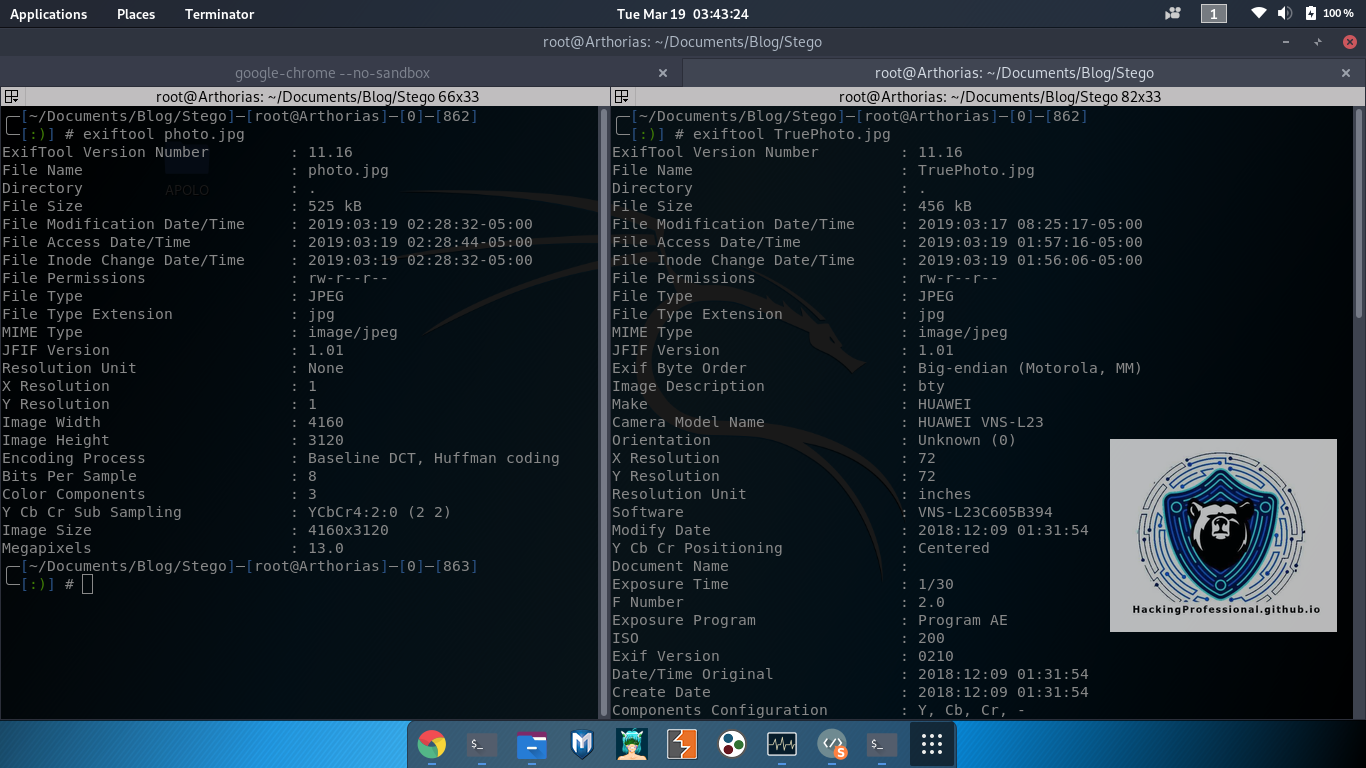 Applications Places Terminator Tue Mar 19 03:43:24 1 100 %
root@Arthorias: ~/Documents/Blog/Stego
google-chrome --no-sandbox × root@Arthorias: ~/Documents/Blog/Stego ×
root@Arthorias: ~/Documents/Blog/Stego 66x33
╭─[~/Documents/Blog/Stego]─[root@Arthorias]─[0]─[862]
╰─[:)] # exiftool photo.jpg
ExifTool Version Number : 11.16
File Name : photo.jpg
Directory : .
File Size : 525 kB
File Modification Date/Time : 2019:03:19 02:28:32-05:00
File Access Date/Time : 2019:03:19 02:28:44-05:00
File Inode Change Date/Time : 2019:03:19 02:28:32-05:00
File Permissions : rw-r--r--
File Type : JPEG
File Type Extension : jpg
MIME Type : image/jpeg
JFIF Version : 1.01
Resolution Unit : None
X Resolution : 1
Y Resolution : 1
Image Width : 4160
Image Height : 3120
Encoding Process : Baseline DCT, Huffman coding
Bits Per Sample : 8
Color Components : 3
Y Cb Cr Sub Sampling : YCbCr4:2:0 (2 2)
Image Size : 4160x3120
Megapixels : 13.0
╭─[~/Documents/Blog/Stego]─[root@Arthorias]─[0]─[863]
╰─[:)] #
APOLO
root@Arthorias: ~/Documents/Blog/Stego 82x33
╭─[~/Documents/Blog/Stego]─[root@Arthorias]─[0]─[862]
╰─[:)] # exiftool TruePhoto.jpg
ExifTool Version Number : 11.16
File Name : TruePhoto.jpg
Directory : .
File Size : 456 kB
File Modification Date/Time : 2019:03:17 08:25:17-05:00
File Access Date/Time : 2019:03:19 01:57:16-05:00
File Inode Change Date/Time : 2019:03:19 01:56:06-05:00
File Permissions : rw-r--r--
File Type : JPEG
File Type Extension : jpg
MIME Type : image/jpeg
JFIF Version : 1.01
Exif Byte Order : Big-endian (Motorola, MM)
Image Description : bty
Make : HUAWEI
Camera Model Name : HUAWEI VNS-L23
Orientation : Unknown (0)
X Resolution : 72
Y Resolution : 72
Resolution Unit : inches
Software : VNS-L23C605B394
Modify Date : 2018:12:09 01:31:54
Y Cb Cr Positioning : Centered
Document Name :
Exposure Time : 1/30
F Number : 2.0
Exposure Program : Program AE
ISO : 200
Exif Version : 0210
Date/Time Original : 2018:12:09 01:31:54
Create Date : 2018:12:09 01:31:54
Components Configuration : Y, Cb, Cr, -
HackingProfessional.github.io